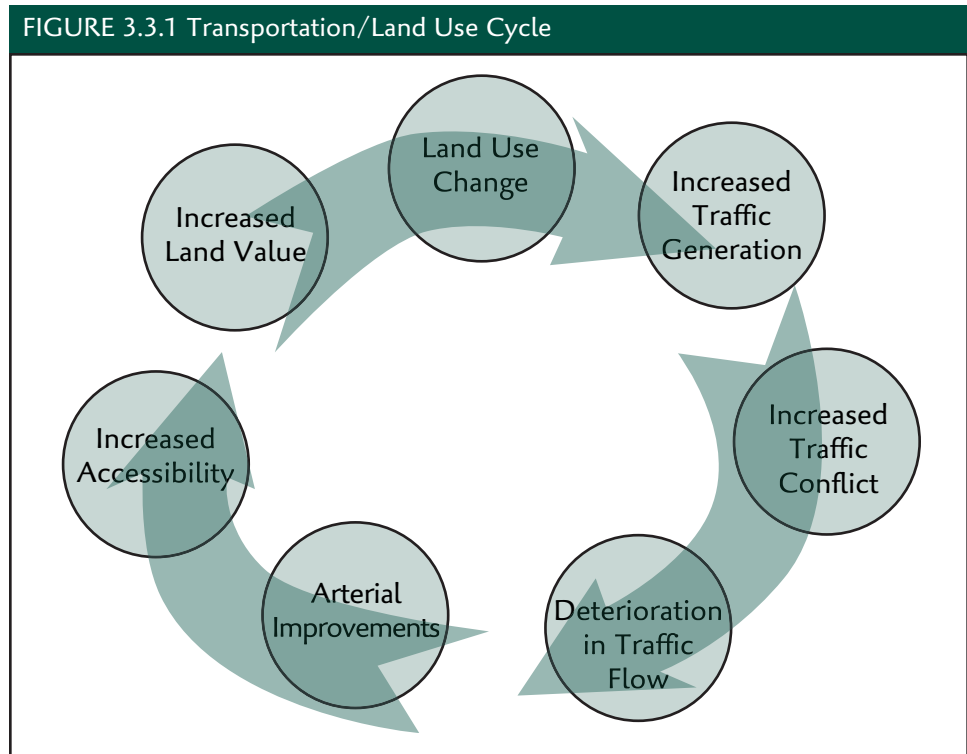 FIGURE 3.3.1 Transportation/Land Use Cycle
Land Use
Change
Increased
Traffic
Generation
Increased
Traffic
Conflict
Deterioration
in Traffic
Flow
Arterial
Improvements
Increased
Accessibility
Increased
Land Value